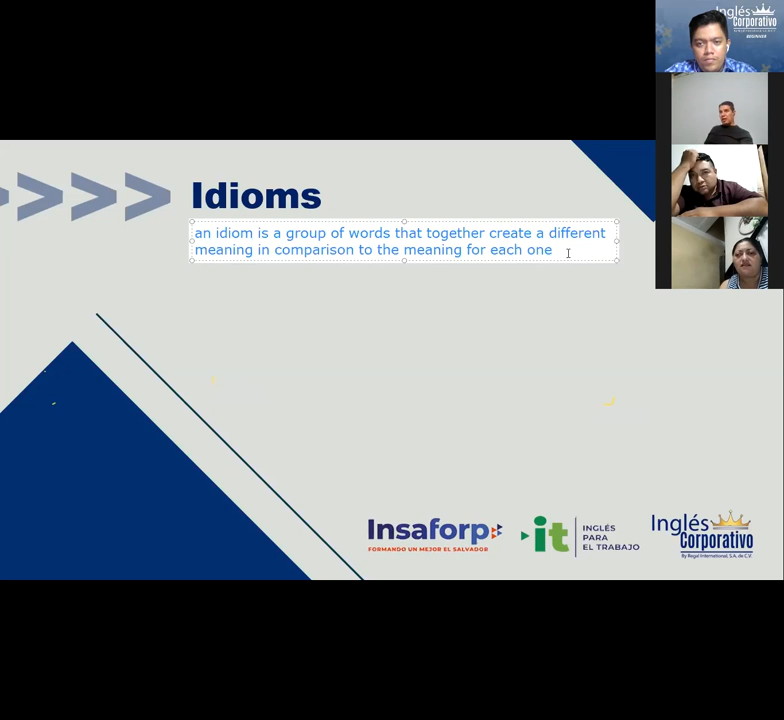 Inglés
Corporativo
BEGINNER
Idioms
an idiom is a group of words that together create a different
meaning in comparison to the meaning for each one
Insaforp
FORMANDO UN MEJOR EL SALVADOR
it
INGLÉS
PARA
EL TRABAJO
Inglés
Corporativo
By Regal International, S.A. de C.V.